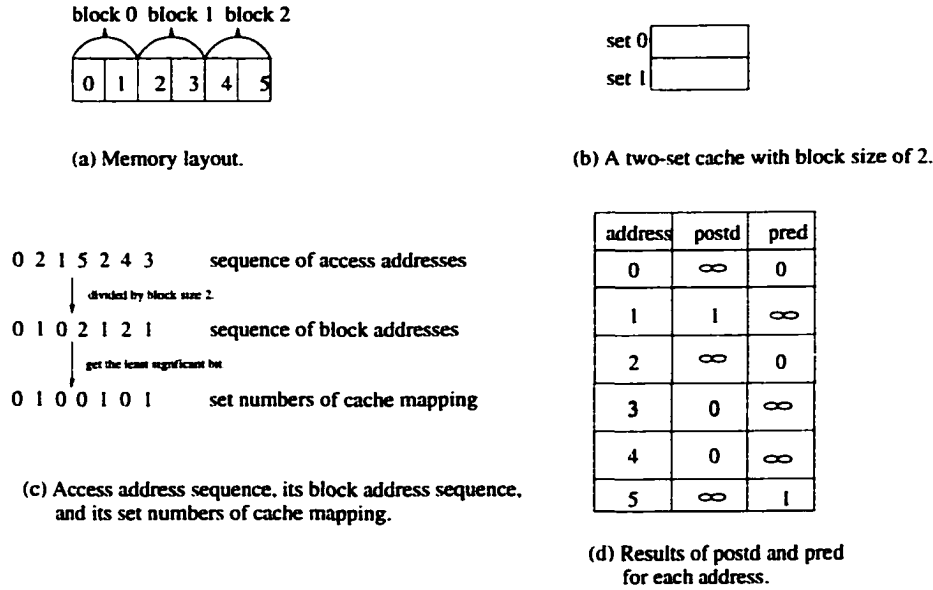 block 0 block 1 block 2
0 1 2 3 4 5
(a) Memory layout.
set 0
set 1
(b) A two-set cache with block size of 2.
0 2 1 5 2 4 3 sequence of access addresses
divided by block size 2.
0 1 0 2 1 2 1 sequence of block addresses
get the least significant bit
0 1 0 0 1 0 1 set numbers of cache mapping
(c) Access address sequence, its block address sequence,
and its set numbers of cache mapping.
address postd pred
0 ∞ 0
1 1 ∞
2 ∞ 0
3 0 ∞
4 0 ∞
5 ∞ 1
(d) Results of postd and pred
for each address.